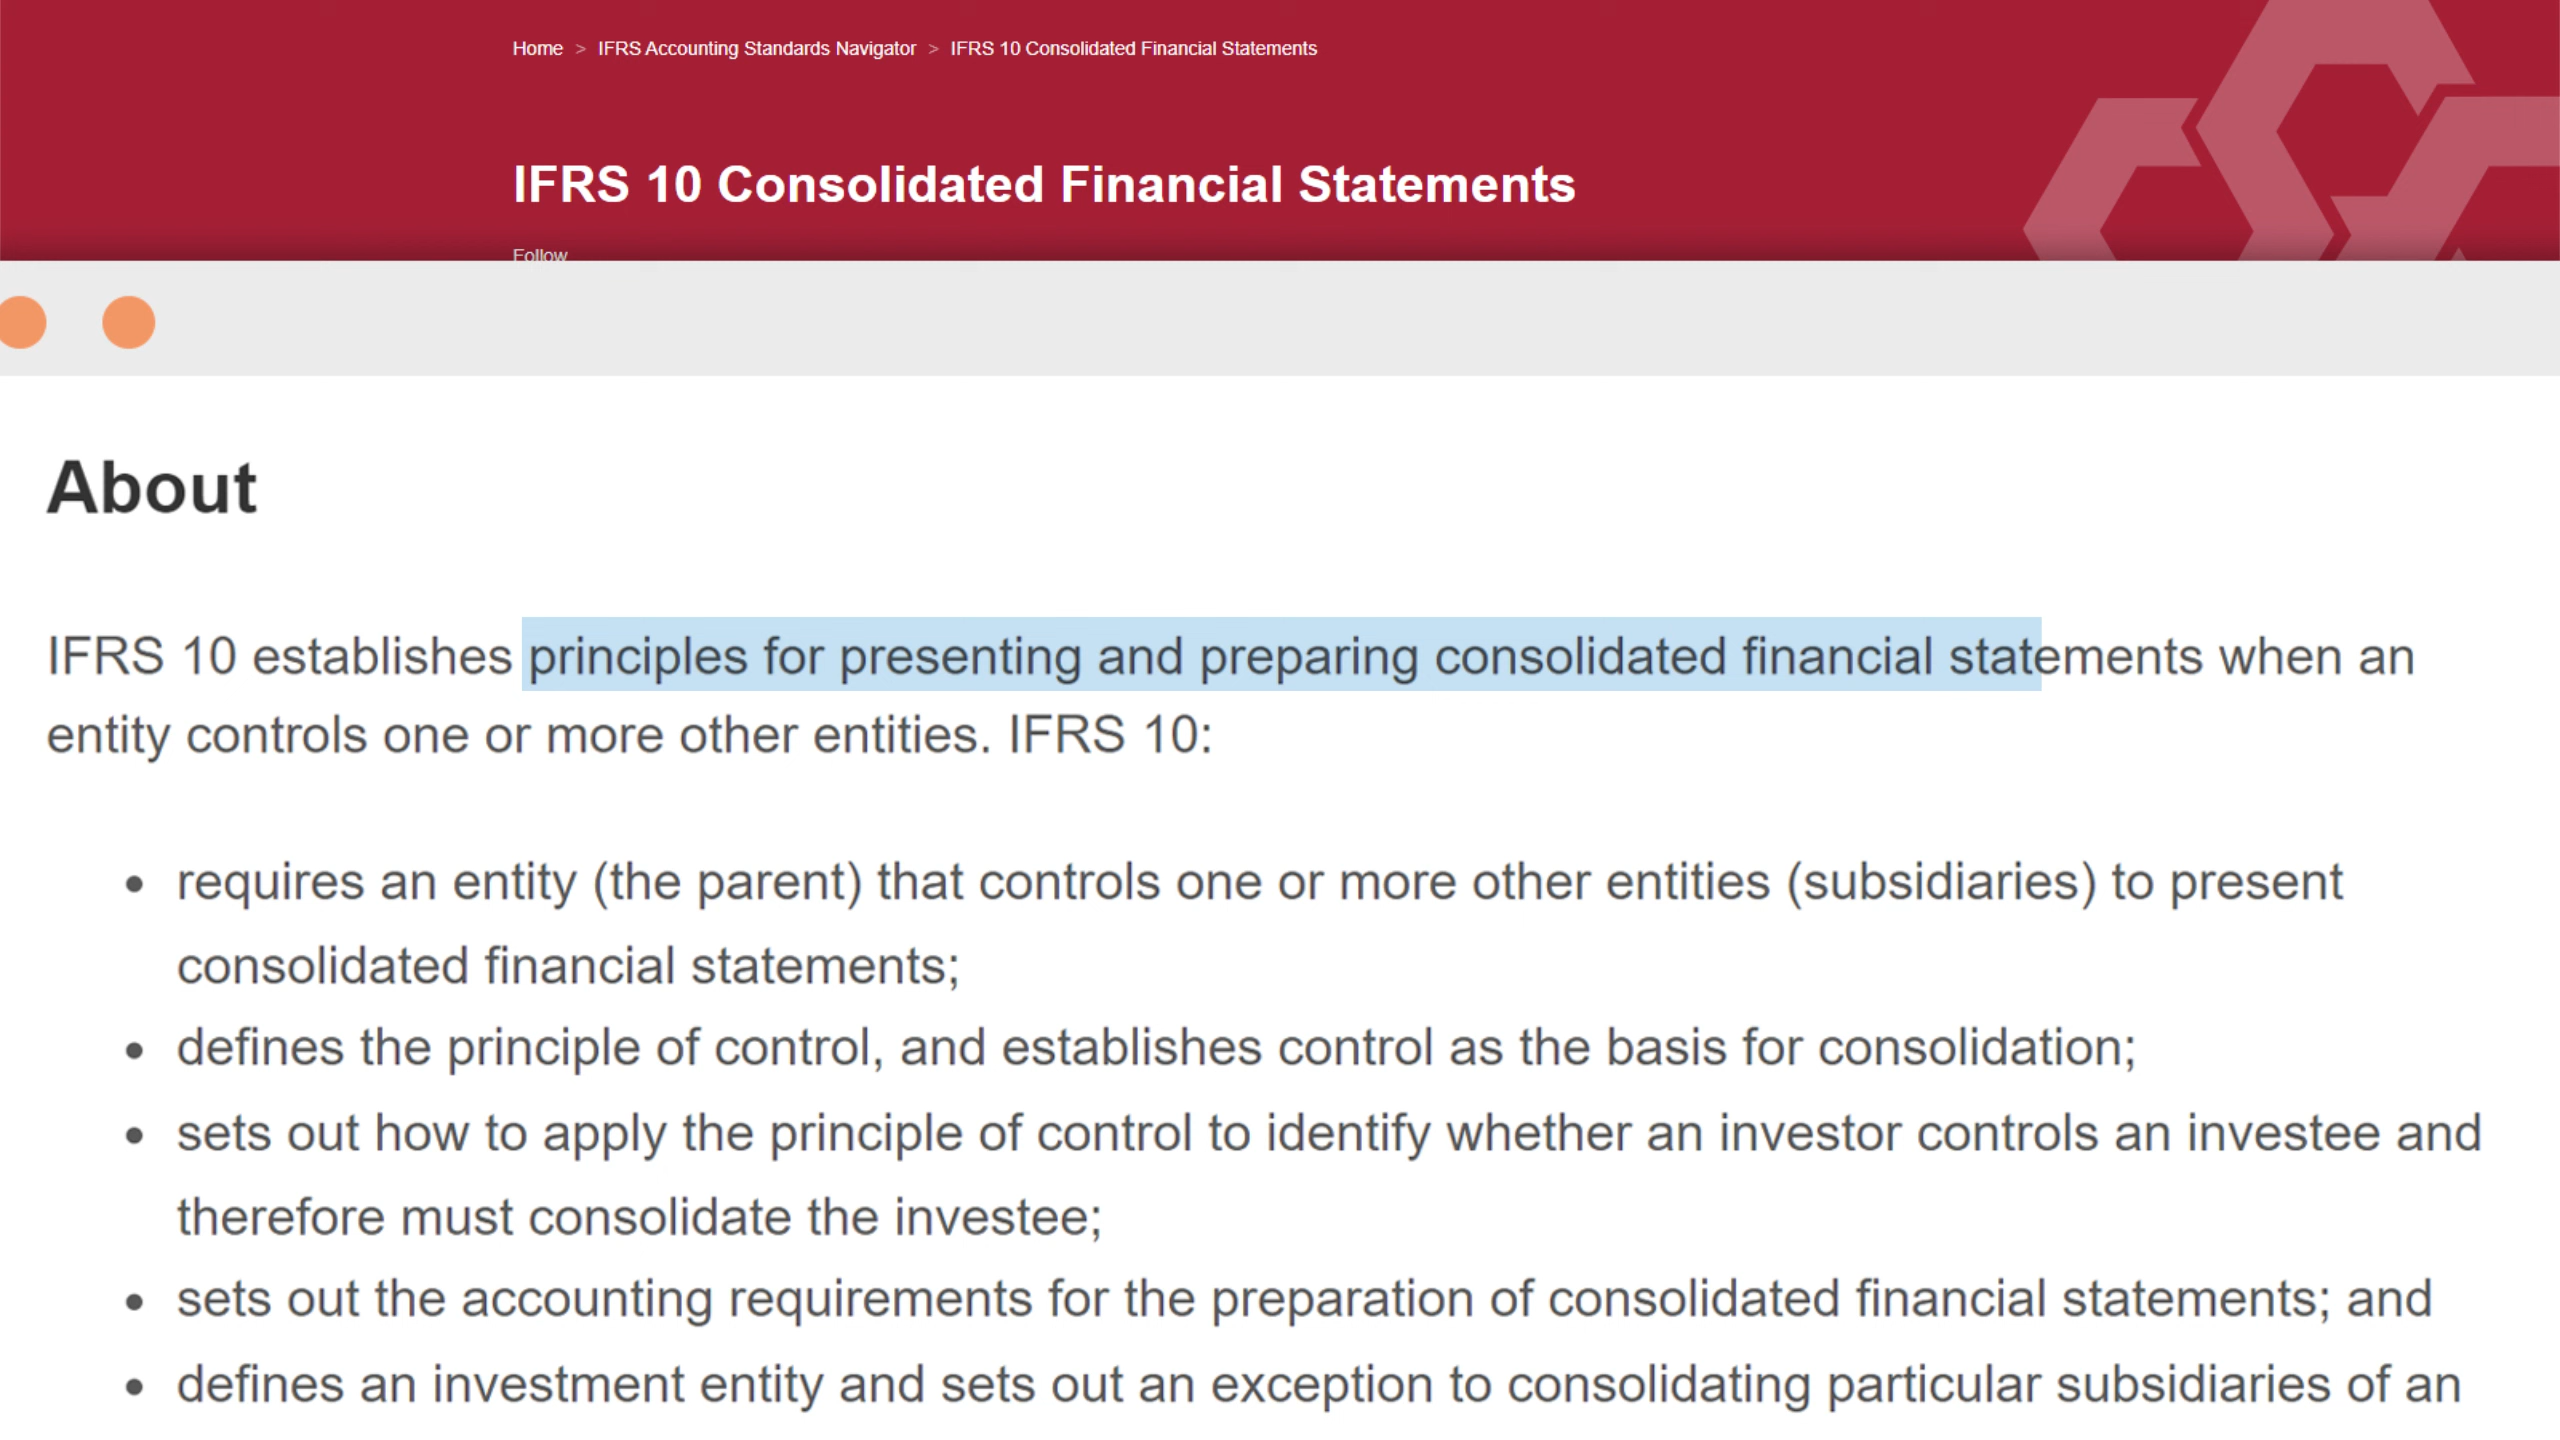 Home > IFRS Accounting Standards Navigator > IFRS 10 Consolidated Financial Statements
IFRS 10 Consolidated Financial Statements
Follow
About
IFRS 10 establishes principles for presenting and preparing consolidated financial statements when an
entity controls one or more other entities. IFRS 10:
• requires an entity (the parent) that controls one or more other entities (subsidiaries) to present
consolidated financial statements;
• defines the principle of control, and establishes control as the basis for consolidation;
• sets out how to apply the principle of control to identify whether an investor controls an investee and
therefore must consolidate the investee;
• sets out the accounting requirements for the preparation of consolidated financial statements; and
• defines an investment entity and sets out an exception to consolidating particular subsidiaries of an